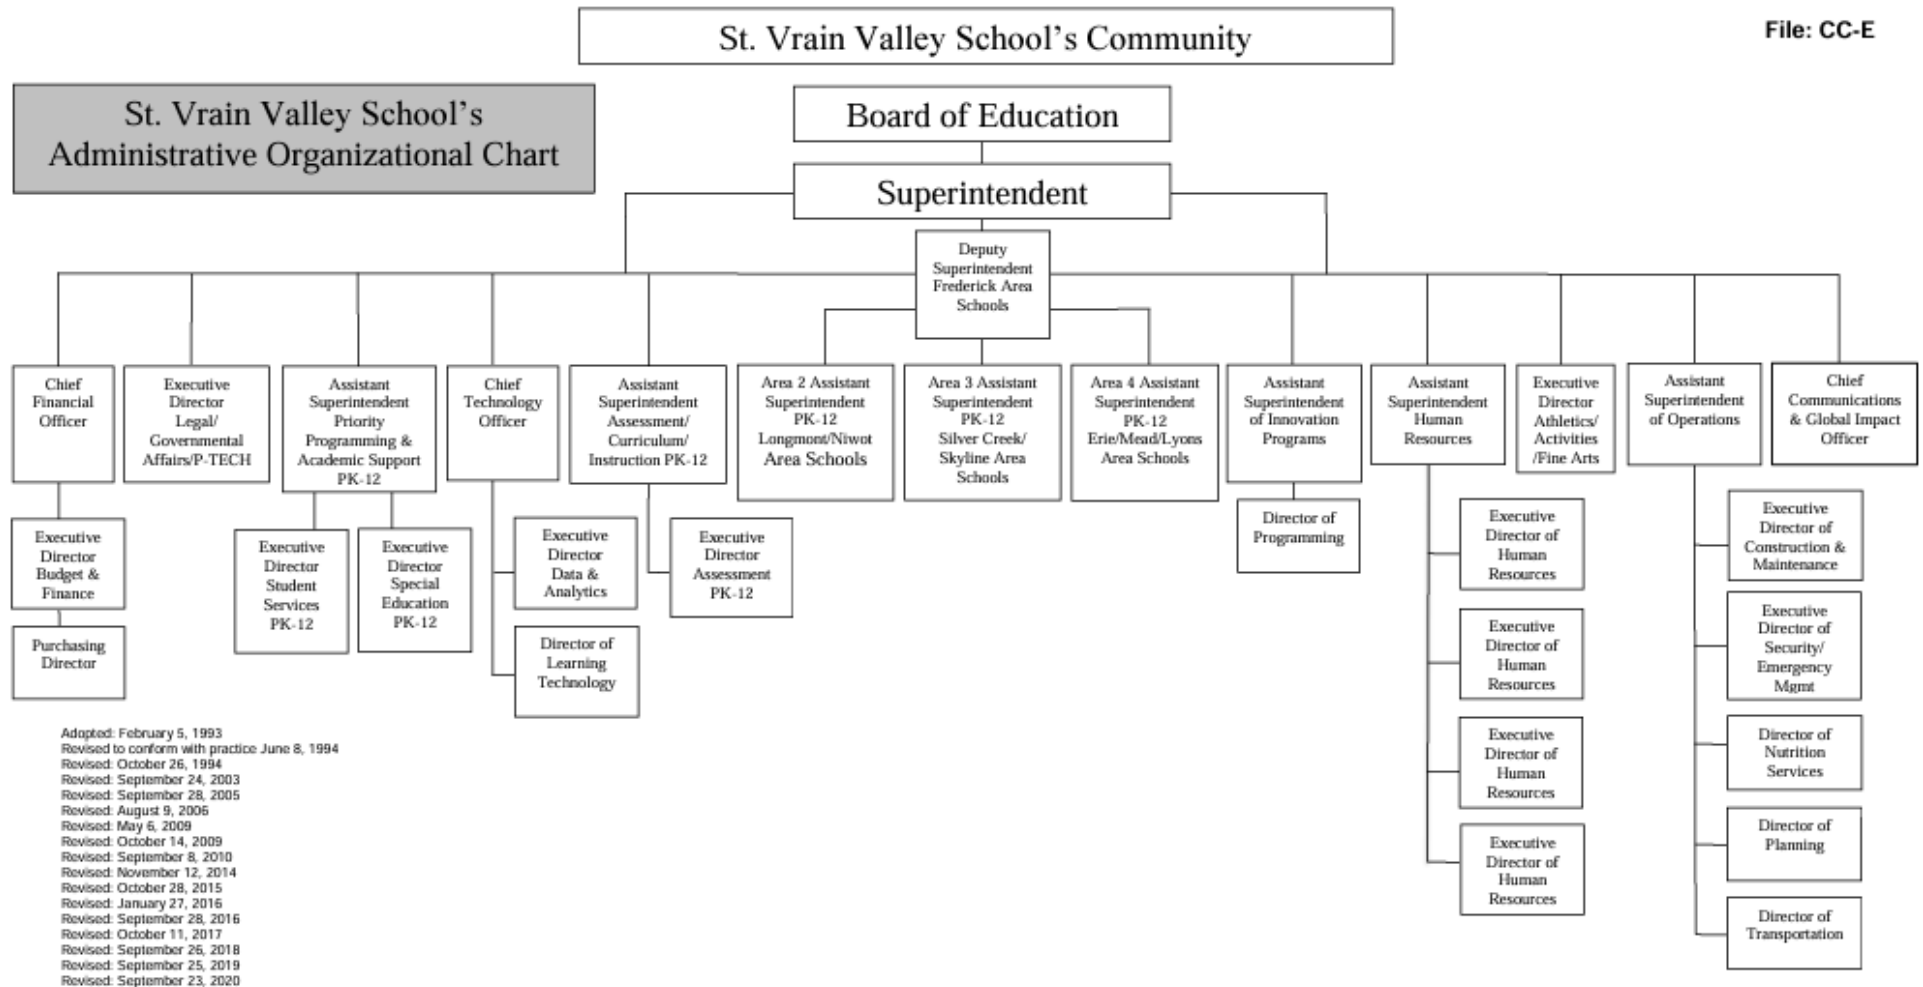 St. Vrain Valley School's Community
File: CC-E
St. Vrain Valley School's
Administrative Organizational Chart
Board of Education
Superintendent
Deputy
Superintendent
Frederick Area
Schools
Chief
Financial
Officer
Executive
Director
Legal/
Governmental
Affairs/P-TECH
Assistant
Superintendent
Priority
Programming &
Academic Support
PK-12
Chief
Technology
Officer
Assistant
Superintendent
Assessment/
Curriculum/
Instruction PK-12
Area 2 Assistant
Superintendent
PK-12
Longmont/Niwot
Area Schools
Area 3 Assistant
Superintendent
PK-12
Silver Creek/
Skyline Area
Schools
Area 4 Assistant
Superintendent
PK-12
Erie/Mead/Lyons
Area Schools
Assistant
Superintendent
of Innovation
Programs
Assistant
Superintendent
Human
Resources
Executive
Director
Athletics/
Activities
/Fine Arts
Assistant
Superintendent
of Operations
Chief
Communications
& Global Impact
Officer
Executive
Director
Budget &
Finance
Purchasing
Director
Executive
Director
Student
Services
PK-12
Executive
Director
Special
Education
PK-12
Executive
Director
Data &
Analytics
Director of
Learning
Technology
Executive
Director
Assessment
PK-12
Director of
Programming
Executive
Director of
Human
Resources
Executive
Director of
Human
Resources
Executive
Director of
Human
Resources
Executive
Director of
Human
Resources
Executive
Director of
Construction &
Maintenance
Executive
Director of
Security/
Emergency
Mgmt
Director of
Nutrition
Services
Director of
Planning
Director of
Transportation
Adopted: February 5, 1993
Revised to conform with practice June 8, 1994
Revised: October 26, 1994
Revised: September 24, 2003
Revised: September 28, 2005
Revised: August 9, 2006
Revised: May 6, 2009
Revised: October 14, 2009
Revised: September 8, 2010
Revised: November 12, 2014
Revised: October 28, 2015
Revised: January 27, 2016
Revised: September 28, 2016
Revised: October 11, 2017
Revised: September 26, 2018
Revised: September 25, 2019
Revised: September 23, 2020